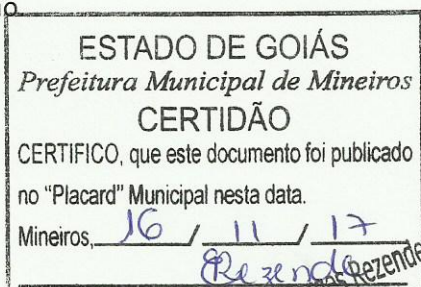 ESTADO DE GOIÁS
Prefeitura Municipal de Mineiros
CERTIDÃO
CERTIFICO, que este documento foi publicado
no "Placard" Municipal nesta data.
Mineiros, 16 / 11 / 17
Rezende
Rezende